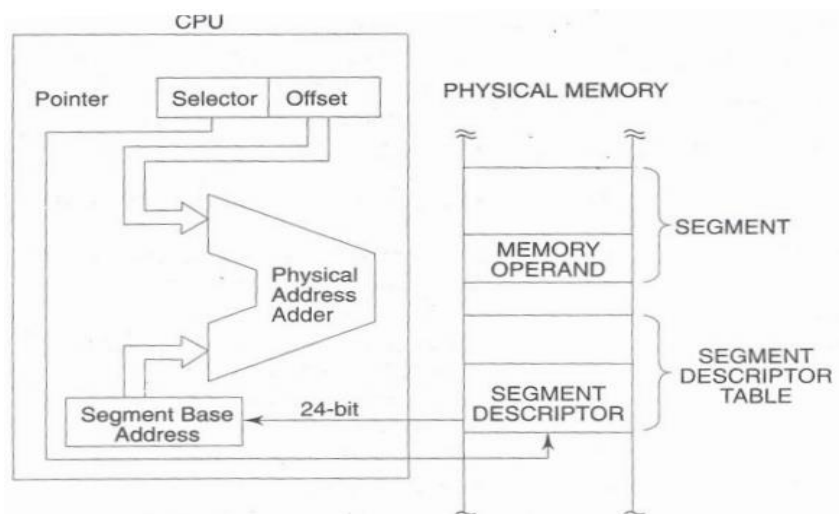 CPU
Pointer
Selector
Offset
PHYSICAL MEMORY
SEGMENT
MEMORY
OPERAND
Physical
Address
Adder
SEGMENT
DESCRIPTOR
TABLE
SEGMENT
DESCRIPTOR
24-bit
Segment Base
Address